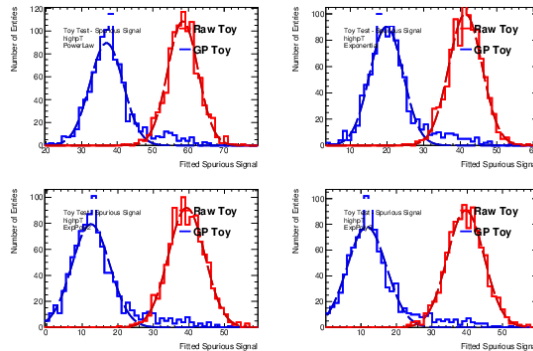 Number of Entries
120
100
80
60
40
20
0
Toy Test - Spurious Signal
highpT
PowerLaw
Raw Toy
GP Toy
20 30 40 50 60 70
Fitted Spurious Signal
Number of Entries
100
80
60
40
20
0
Toy Test - Spurious Signal
highpT
Exponential
Raw Toy
GP Toy
10 20 30 40 50
Fitted Spurious Signal
Number of Entries
100
80
60
40
20
0
Toy Test - Spurious Signal
highpT
Raw Toy
GP Toy
0 10 20 30 40 50
Fitted Spurious Signal
Number of Entries
100
80
60
40
20
0
Toy Test - Spurious Signal
highpT
Raw Toy
GP Toy
0 10 20 30 40 50
Fitted Spurious Signal